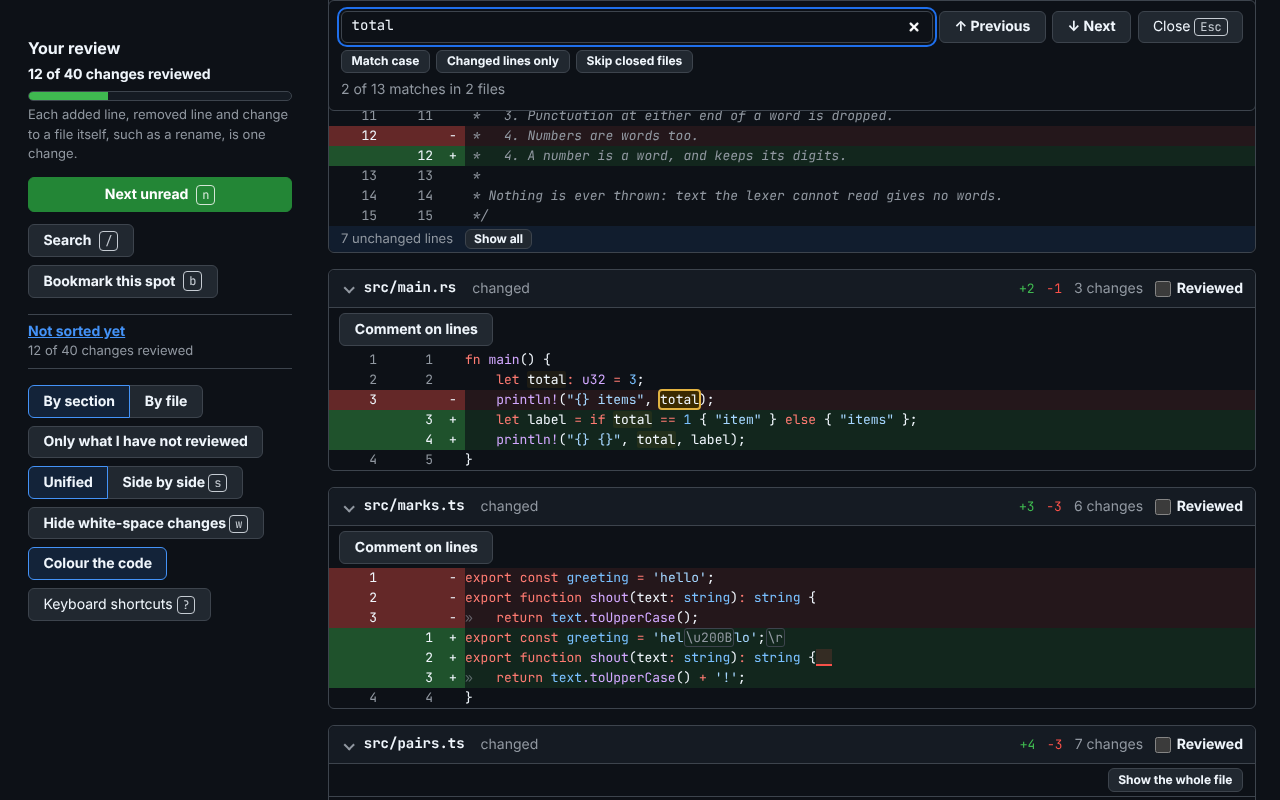 Your review
12 of 40 changes reviewed
Each added line, removed line and change
to a file itself, such as a rename, is one
change.
Next unread n
Search /
Bookmark this spot b
Not sorted yet
12 of 40 changes reviewed
By section By file
Only what I have not reviewed
Unified Side by side s
Hide white-space changes w
Colour the code
Keyboard shortcuts ?
total × ↑ Previous ↓ Next Close Esc
Match case Changed lines only Skip closed files
2 of 13 matches in 2 files
11 11 * 3. Punctuation at either end of a word is dropped.
12 - * 4. Numbers are words too.
12 + * 4. A number is a word, and keeps its digits.
13 13 *
14 14 * Nothing is ever thrown: text the lexer cannot read gives no words.
15 15 */
7 unchanged lines Show all
src/main.rs changed +2 -1 3 changes Reviewed
Comment on lines
1 1 fn main() {
2 2 let total: u32 = 3;
3 - println!("{} items", total);
3 + let label = if total == 1 { "item" } else { "items" };
4 + println!("{} {}", total, label);
4 5 }
src/marks.ts changed +3 -3 6 changes Reviewed
Comment on lines
1 - export const greeting = 'hello';
2 - export function shout(text: string): string {
3 - » return text.toUpperCase();
1 + export const greeting = 'hel\u200Blo';\r
2 + export function shout(text: string): string {
3 + » return text.toUpperCase() + '!';
4 4 }
src/pairs.ts changed +4 -3 7 changes Reviewed
Show the whole file